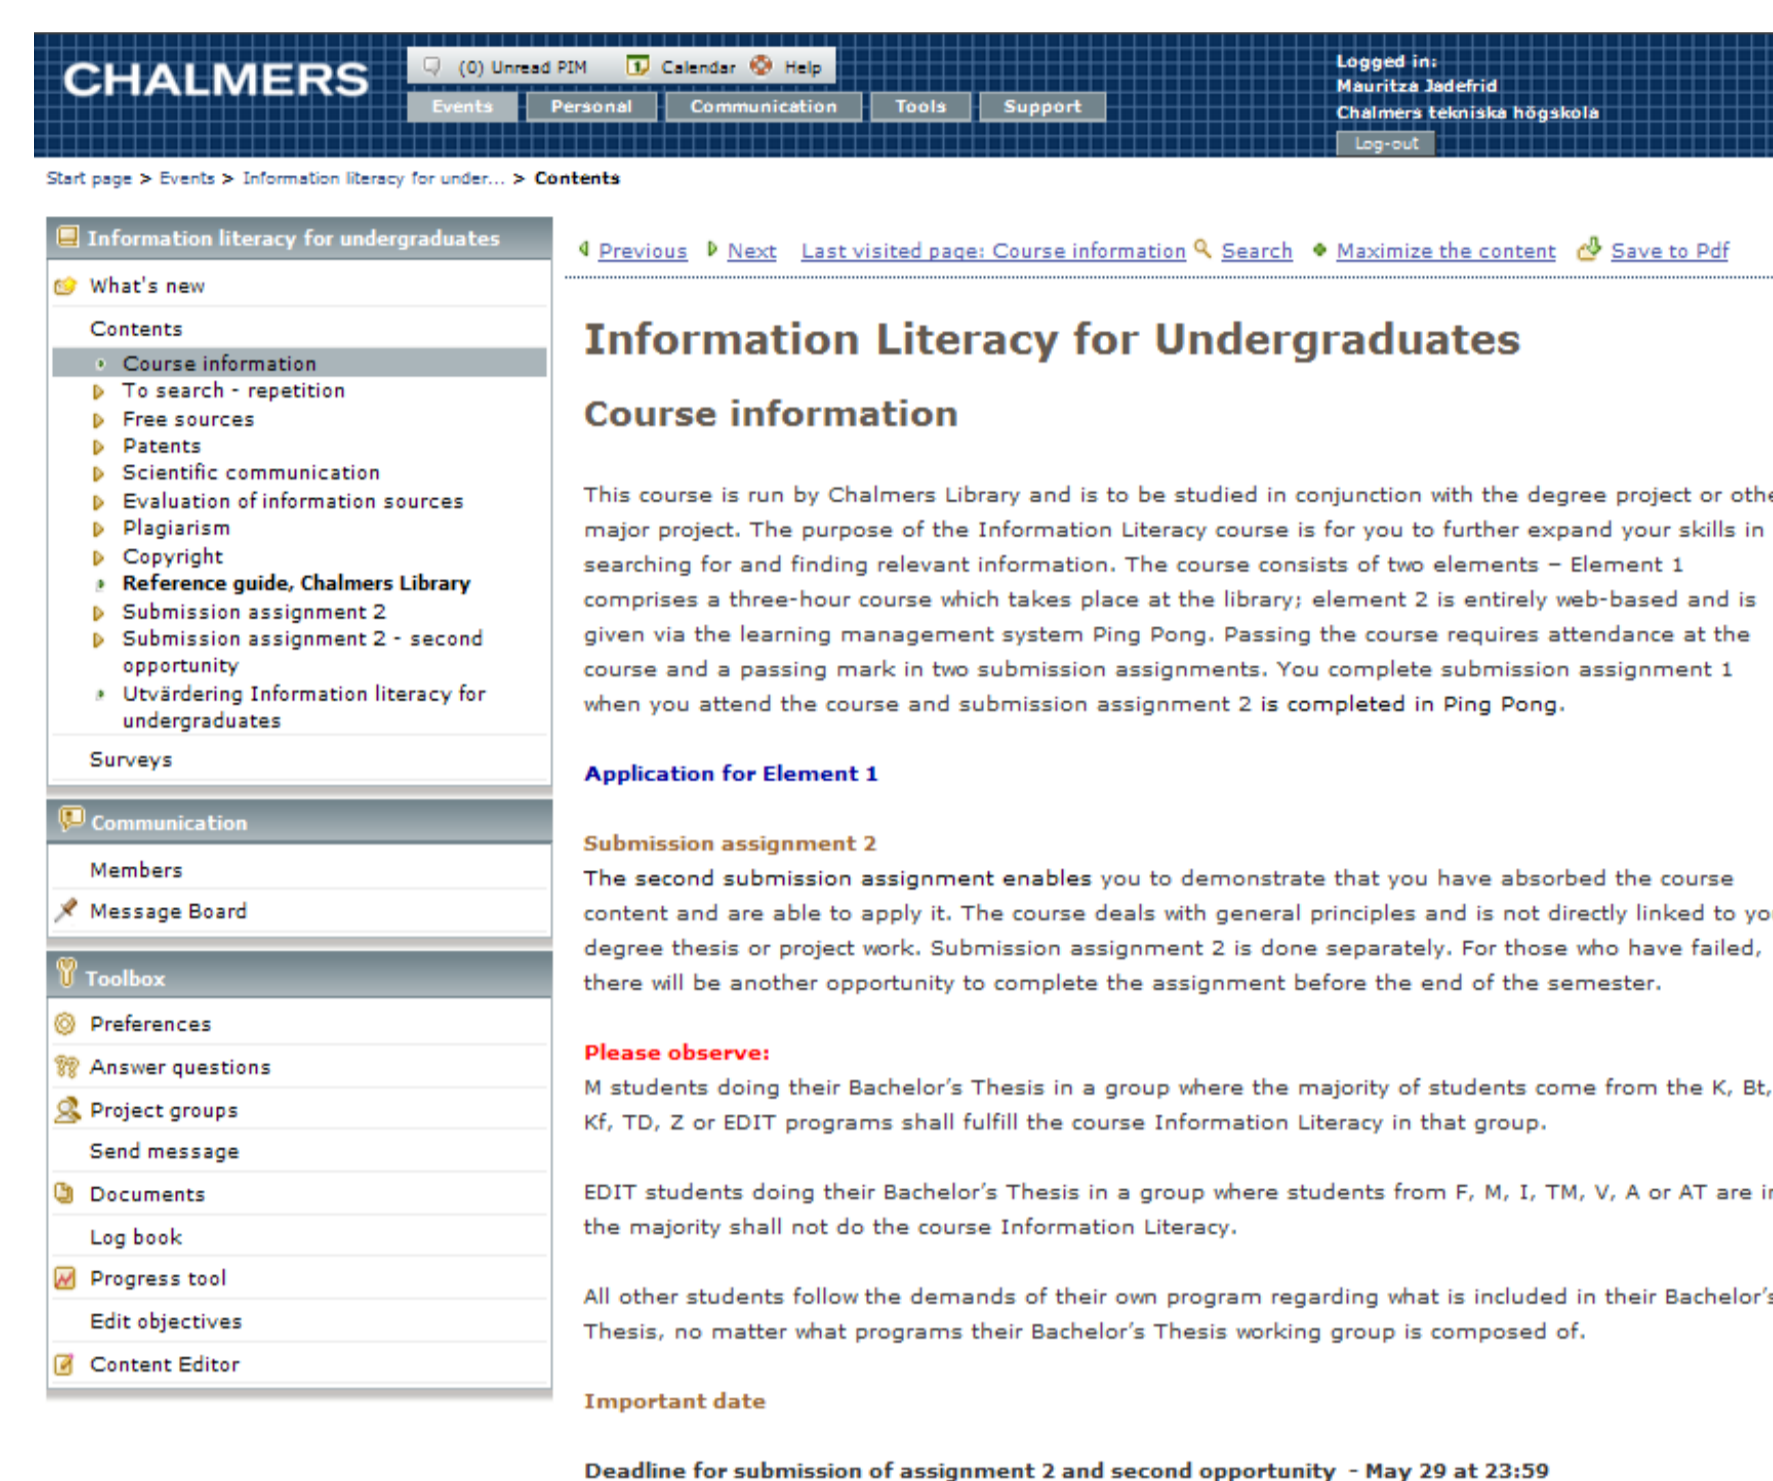 CHALMERS
(0) Unread PIM Calendar Help
Events Personal Communication Tools Support
Logged in:
Mauritza Jadefrid
Chalmers tekniska högskola
Log-out
Start page > Events > Information literacy for under... > Contents
Information literacy for undergraduates
What's new
Contents
Course information
To search - repetition
Free sources
Patents
Scientific communication
Evaluation of information sources
Plagiarism
Copyright
Reference guide, Chalmers Library
Submission assignment 2
Submission assignment 2 - second
opportunity
Utvärdering Information literacy for
undergraduates
Surveys
Communication
Members
Message Board
Toolbox
Preferences
Answer questions
Project groups
Send message
Documents
Log book
Progress tool
Edit objectives
Content Editor
Previous Next Last visited page: Course information Search Maximize the content Save to Pdf
Information Literacy for Undergraduates
Course information
This course is run by Chalmers Library and is to be studied in conjunction with the degree project or othe
major project. The purpose of the Information Literacy course is for you to further expand your skills in
searching for and finding relevant information. The course consists of two elements – Element 1
comprises a three-hour course which takes place at the library; element 2 is entirely web-based and is
given via the learning management system Ping Pong. Passing the course requires attendance at the
course and a passing mark in two submission assignments. You complete submission assignment 1
when you attend the course and submission assignment 2 is completed in Ping Pong.
Application for Element 1
Submission assignment 2
The second submission assignment enables you to demonstrate that you have absorbed the course
content and are able to apply it. The course deals with general principles and is not directly linked to you
degree thesis or project work. Submission assignment 2 is done separately. For those who have failed,
there will be another opportunity to complete the assignment before the end of the semester.
Please observe:
M students doing their Bachelor’s Thesis in a group where the majority of students come from the K, Bt,
Kf, TD, Z or EDIT programs shall fulfill the course Information Literacy in that group.
EDIT students doing their Bachelor’s Thesis in a group where students from F, M, I, TM, V, A or AT are in
the majority shall not do the course Information Literacy.
All other students follow the demands of their own program regarding what is included in their Bachelor’s
Thesis, no matter what programs their Bachelor’s Thesis working group is composed of.
Important date
Deadline for submission of assignment 2 and second opportunity - May 29 at 23:59